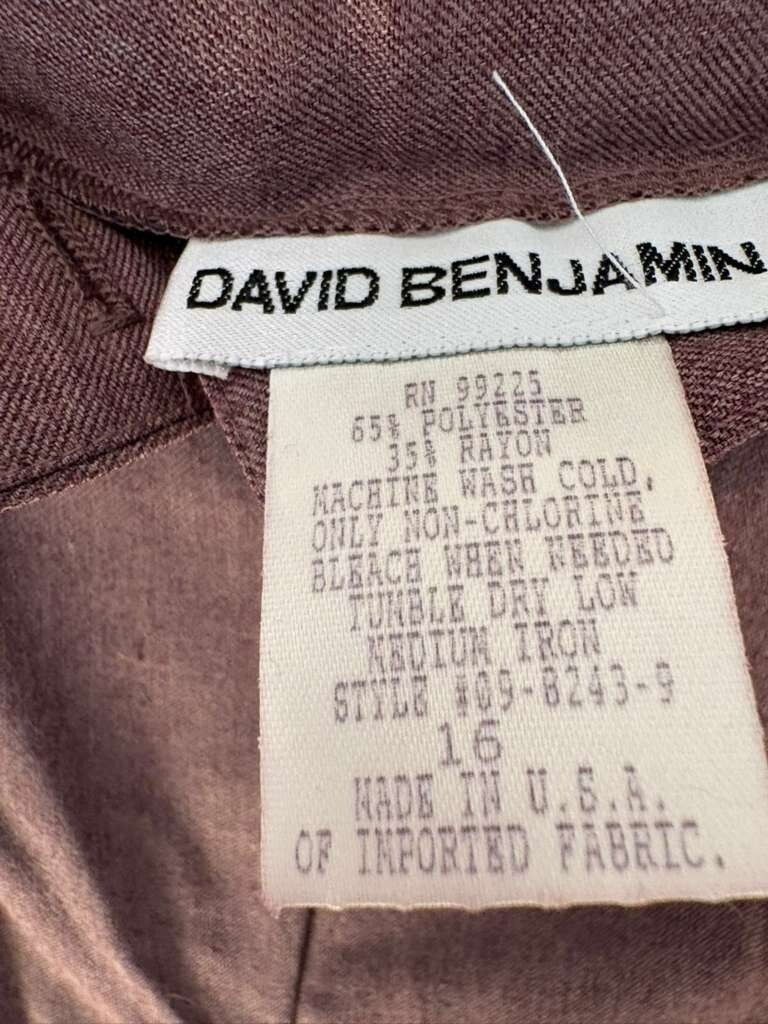 DAVID BENJAMIN
RN 99225
65% POLYESTER
35% RAYON
MACHINE WASH COLD.
ONLY NON-CHLORINE
BLEACH WHEN NEEDED
TUMBLE DRY LOW
MEDIUM IRON
STYLE #09-8243-9
16
MADE IN U.S.A.
OF IMPORTED FABRIC.